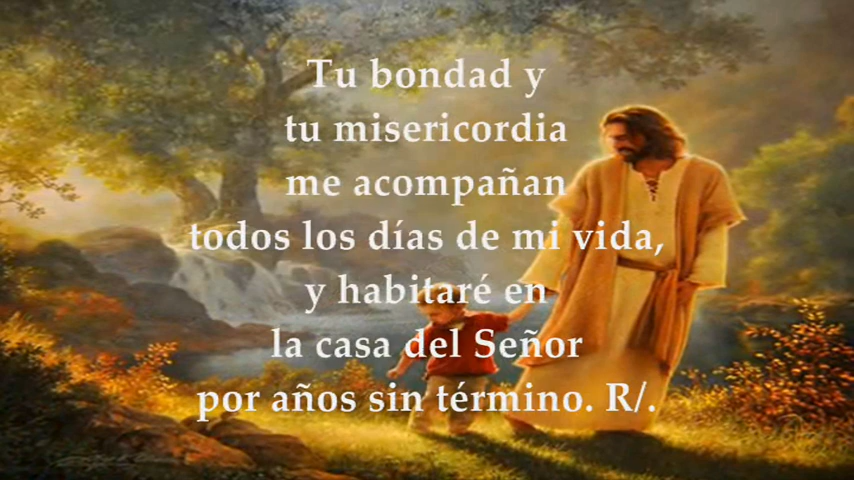 Tu bondad y
tu misericordia
me acompañan
todos los días de mi vida,
y habitaré en
la casa del Señor
por años sin término. R/.